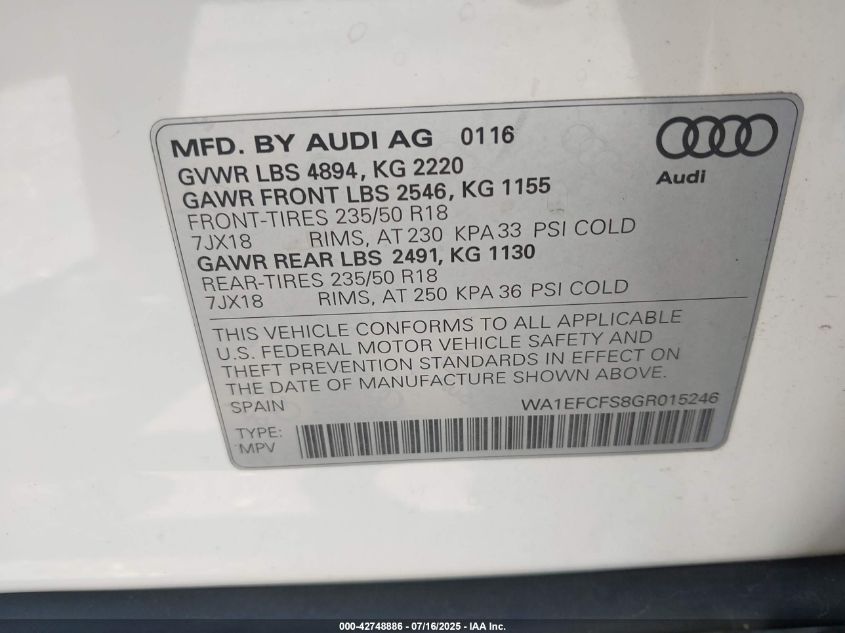 MFD. BY AUDI AG 0116
GVWR LBS 4894, KG 2220
GAWR FRONT LBS 2546, KG 1155
FRONT-TIRES 235/50 R18
7JX18 RIMS, AT 230 KPA 33 PSI COLD
GAWR REAR LBS 2491, KG 1130
REAR-TIRES 235/50 R18
7JX18 RIMS, AT 250 KPA 36 PSI COLD
Audi
THIS VEHICLE CONFORMS TO ALL APPLICABLE
U.S. FEDERAL MOTOR VEHICLE SAFETY AND
THEFT PREVENTION STANDARDS IN EFFECT ON
THE DATE OF MANUFACTURE SHOWN ABOVE.
SPAIN WA1EFCFS8GR015246
TYPE:
MPV
000-42748886 - 07/16/2025 - IAA Inc.